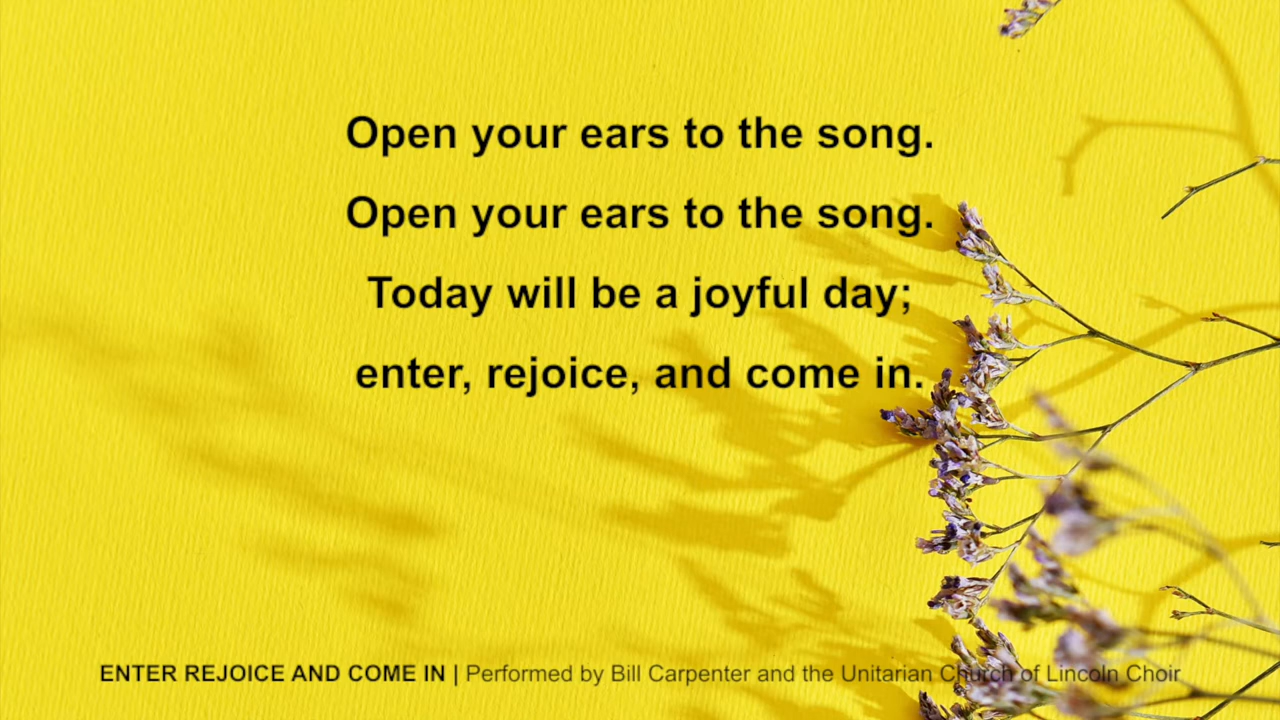 Open your ears to the song.
Open your ears to the song.
Today will be a joyful day;
enter, rejoice, and come in.
ENTER REJOICE AND COME IN | Performed by Bill Carpenter and the Unitarian Church of Lincoln Choir